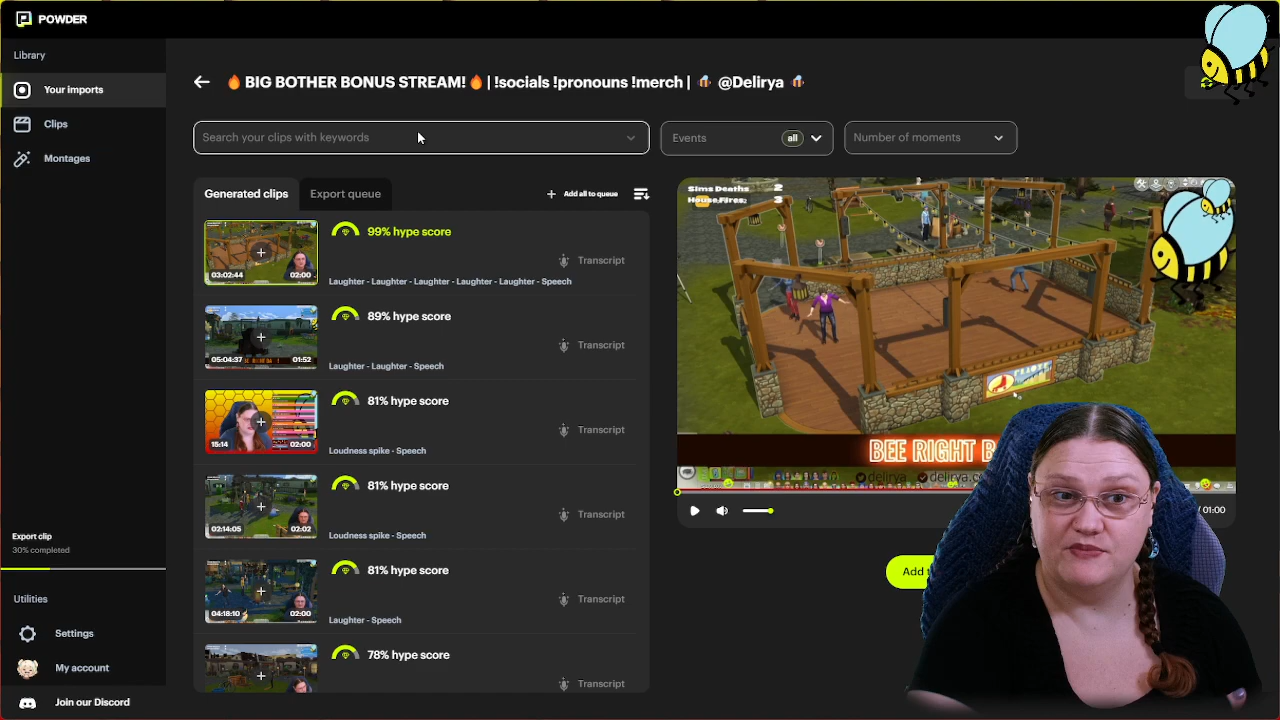 POWDER
Library
Your imports
Clips
Montages
Export clip
30% completed
Utilities
Settings
My account
Join our Discord
🔥 BIG BOTHER BONUS STREAM! 🔥 | !socials !pronouns !merch | 🐝 @Delirya 🐝
Search your clips with keywords
Events all
Number of moments
Generated clips Export queue + Add all to queue
03:02:44 02:00
99% hype score
Transcript
Laughter - Laughter - Laughter - Laughter - Laughter - Speech
05:04:37 01:52
89% hype score
Transcript
Laughter - Laughter - Speech
15:14 02:00
81% hype score
Transcript
Loudness spike - Speech
02:14:05 02:02
81% hype score
Transcript
Loudness spike - Speech
04:18:10 02:00
81% hype score
Transcript
Laughter - Speech
78% hype score
Transcript
Sims Deaths 2
House Fires: 3
BEE RIGHT B
delirya delirya.c
/ 01:00
Add